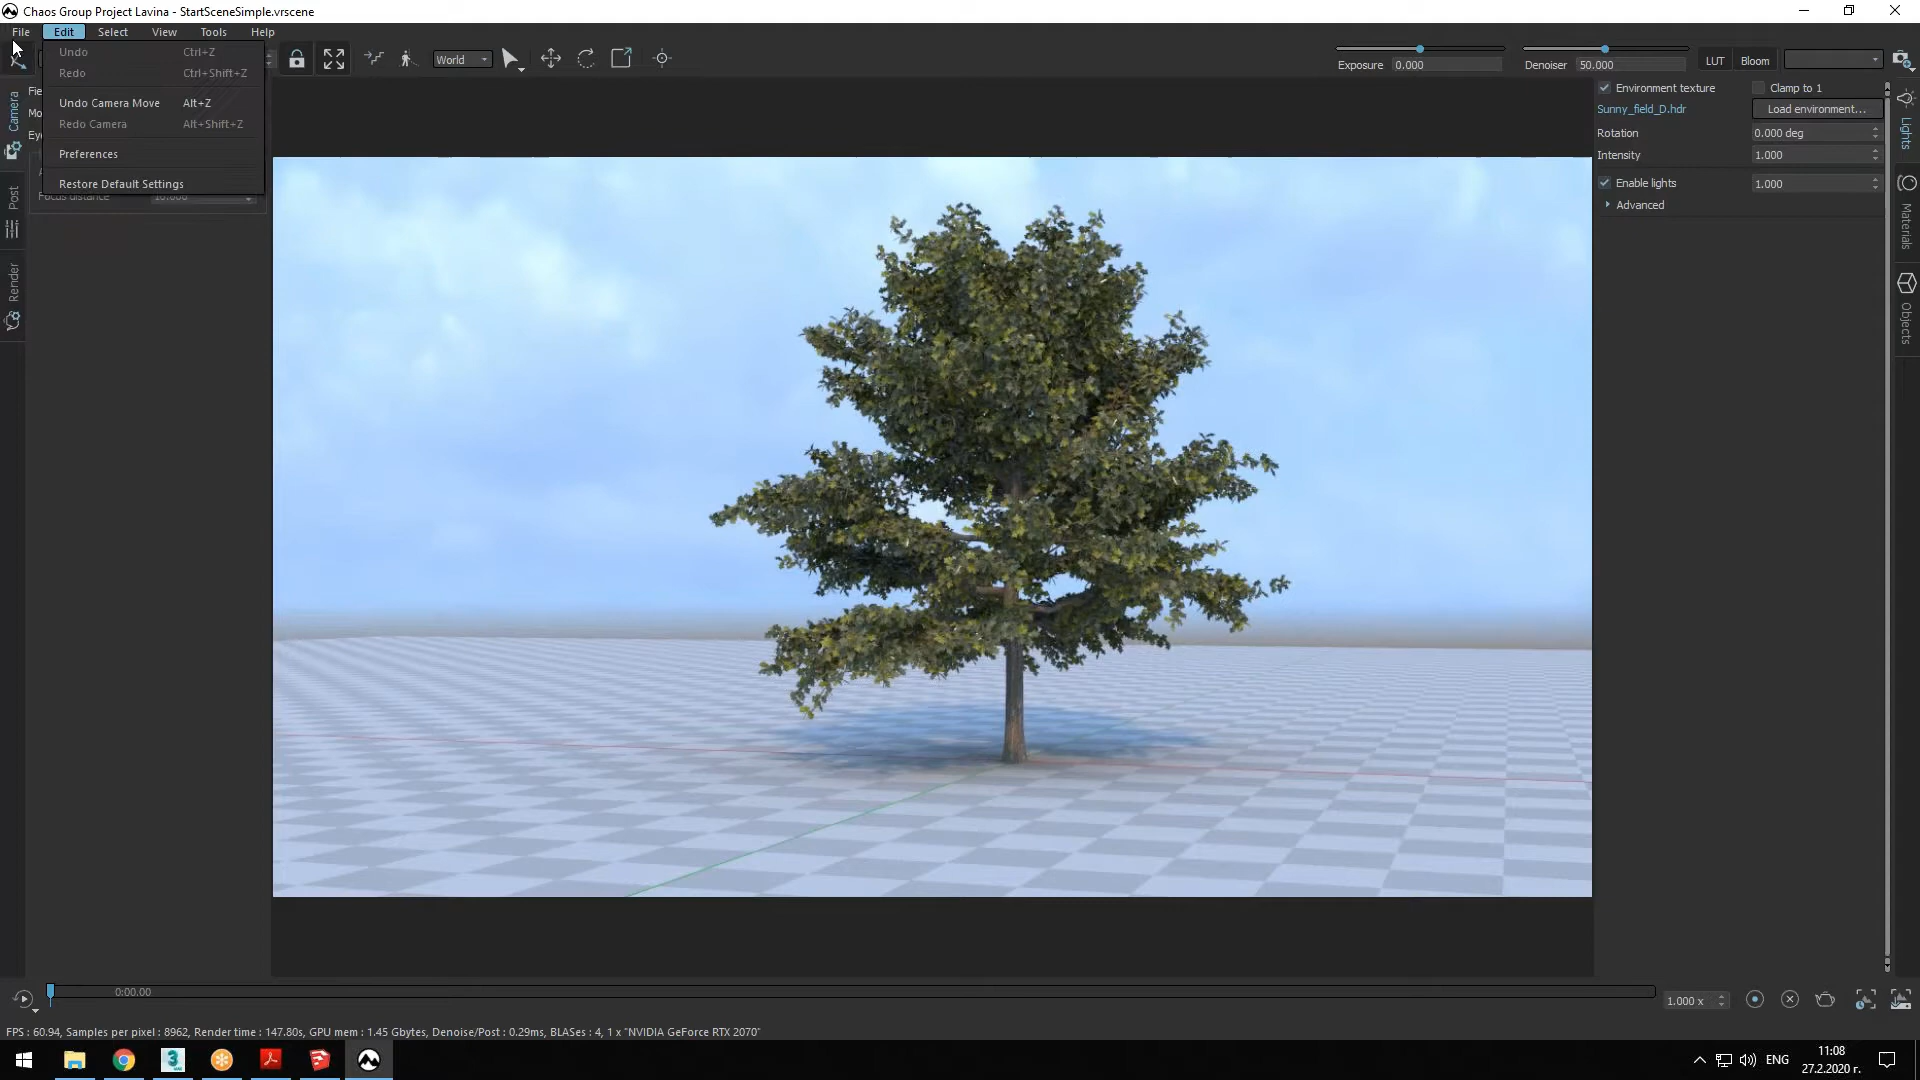 Chaos Group Project Lavina - StartSceneSimple.vrscene
File Edit Select View Tools Help
Undo Ctrl+Z
Redo Ctrl+Shift+Z
Undo Camera Move Alt+Z
Redo Camera Alt+Shift+Z
Preferences
Restore Default Settings
Focus distance 10.000
Camera
Post
Render
World
Exposure 0.000
Denoiser 50.000
LUT Bloom
Environment texture Clamp to 1
Sunny_field_D.hdr Load environment...
Rotation 0.000 deg
Intensity 1.000
Enable lights 1.000
Advanced
Lights
Materials
Objects
0:00.00
1.000 x
FPS : 60.94, Samples per pixel : 8962, Render time : 147.80s, GPU mem : 1.45 Gbytes, Denoise/Post : 0.29ms, BLASes : 4, 1 x "NVIDIA GeForce RTX 2070"
ENG
11:08
27.2.2020 г.